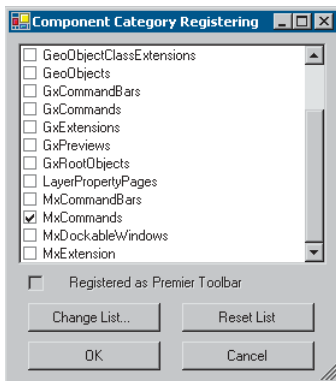 Component Category Registering
GeoObjectClassExtensions
GeoObjects
GxCommandBars
GxCommands
GxExtensions
GxPreviews
GxRootObjects
LayerPropertyPages
MxCommandBars
MxCommands
MxDockableWindows
MxExtension
Registered as Premier Toolbar
Change List... Reset List
OK Cancel